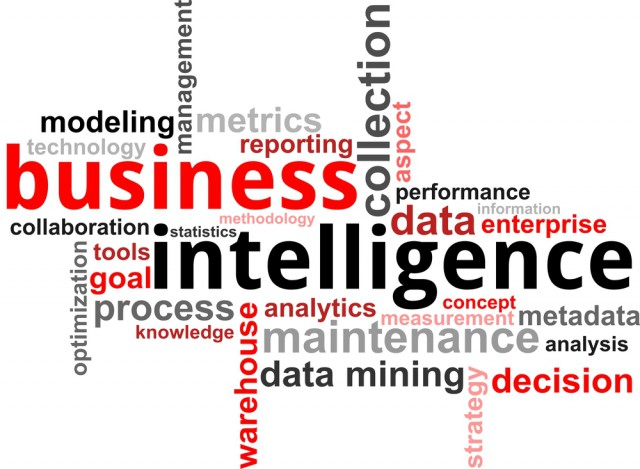 management
collection
modeling
metrics
technology
reporting
aspect
business
performance
information
methodology
data
enterprise
collaboration
statistics
intelligence
optimization
tools
goal
process
analytics
concept
measurement
metadata
knowledge
warehouse
maintenance
analysis
data mining
strategy
decision